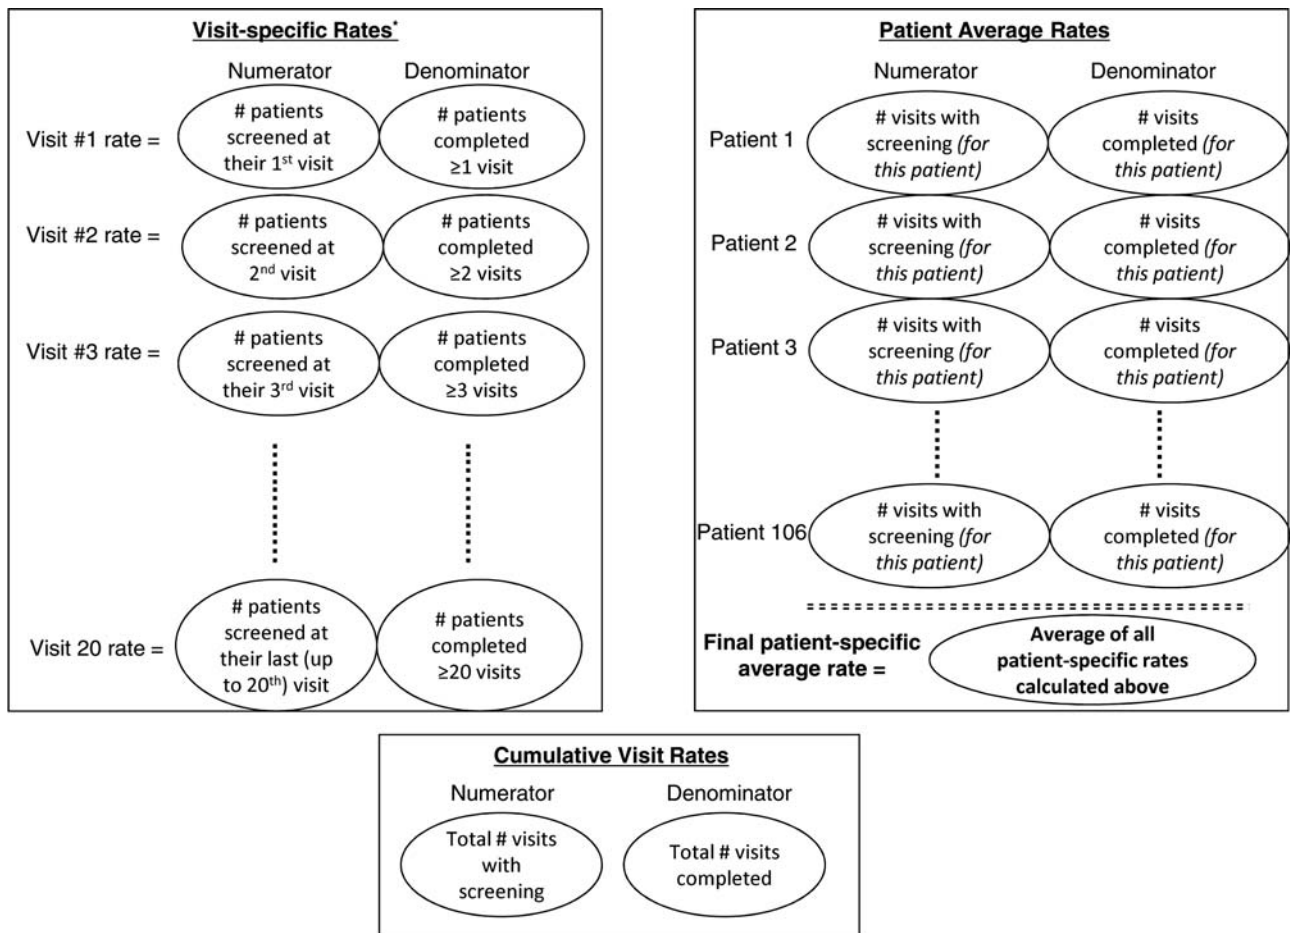 Visit-specific Rates*
Numerator Denominator
Visit #1 rate =
# patients
screened at
their 1st visit
# patients
completed
≥1 visit
Visit #2 rate =
# patients
screened at
2nd visit
# patients
completed
≥2 visits
Visit #3 rate =
# patients
screened at
their 3rd visit
# patients
completed
≥3 visits
Visit 20 rate =
# patients
screened at
their last (up
to 20th) visit
# patients
completed
≥20 visits
Patient Average Rates
Numerator Denominator
Patient 1
# visits with
screening (for
this patient)
# visits
completed (for
this patient)
Patient 2
# visits with
screening (for
this patient)
# visits
completed (for
this patient)
Patient 3
# visits with
screening (for
this patient)
# visits
completed (for
this patient)
Patient 106
# visits with
screening (for
this patient)
# visits
completed (for
this patient)
Final patient-specific
average rate =
Average of all
patient-specific rates
calculated above
Cumulative Visit Rates
Numerator Denominator
Total # visits
with
screening
Total # visits
completed